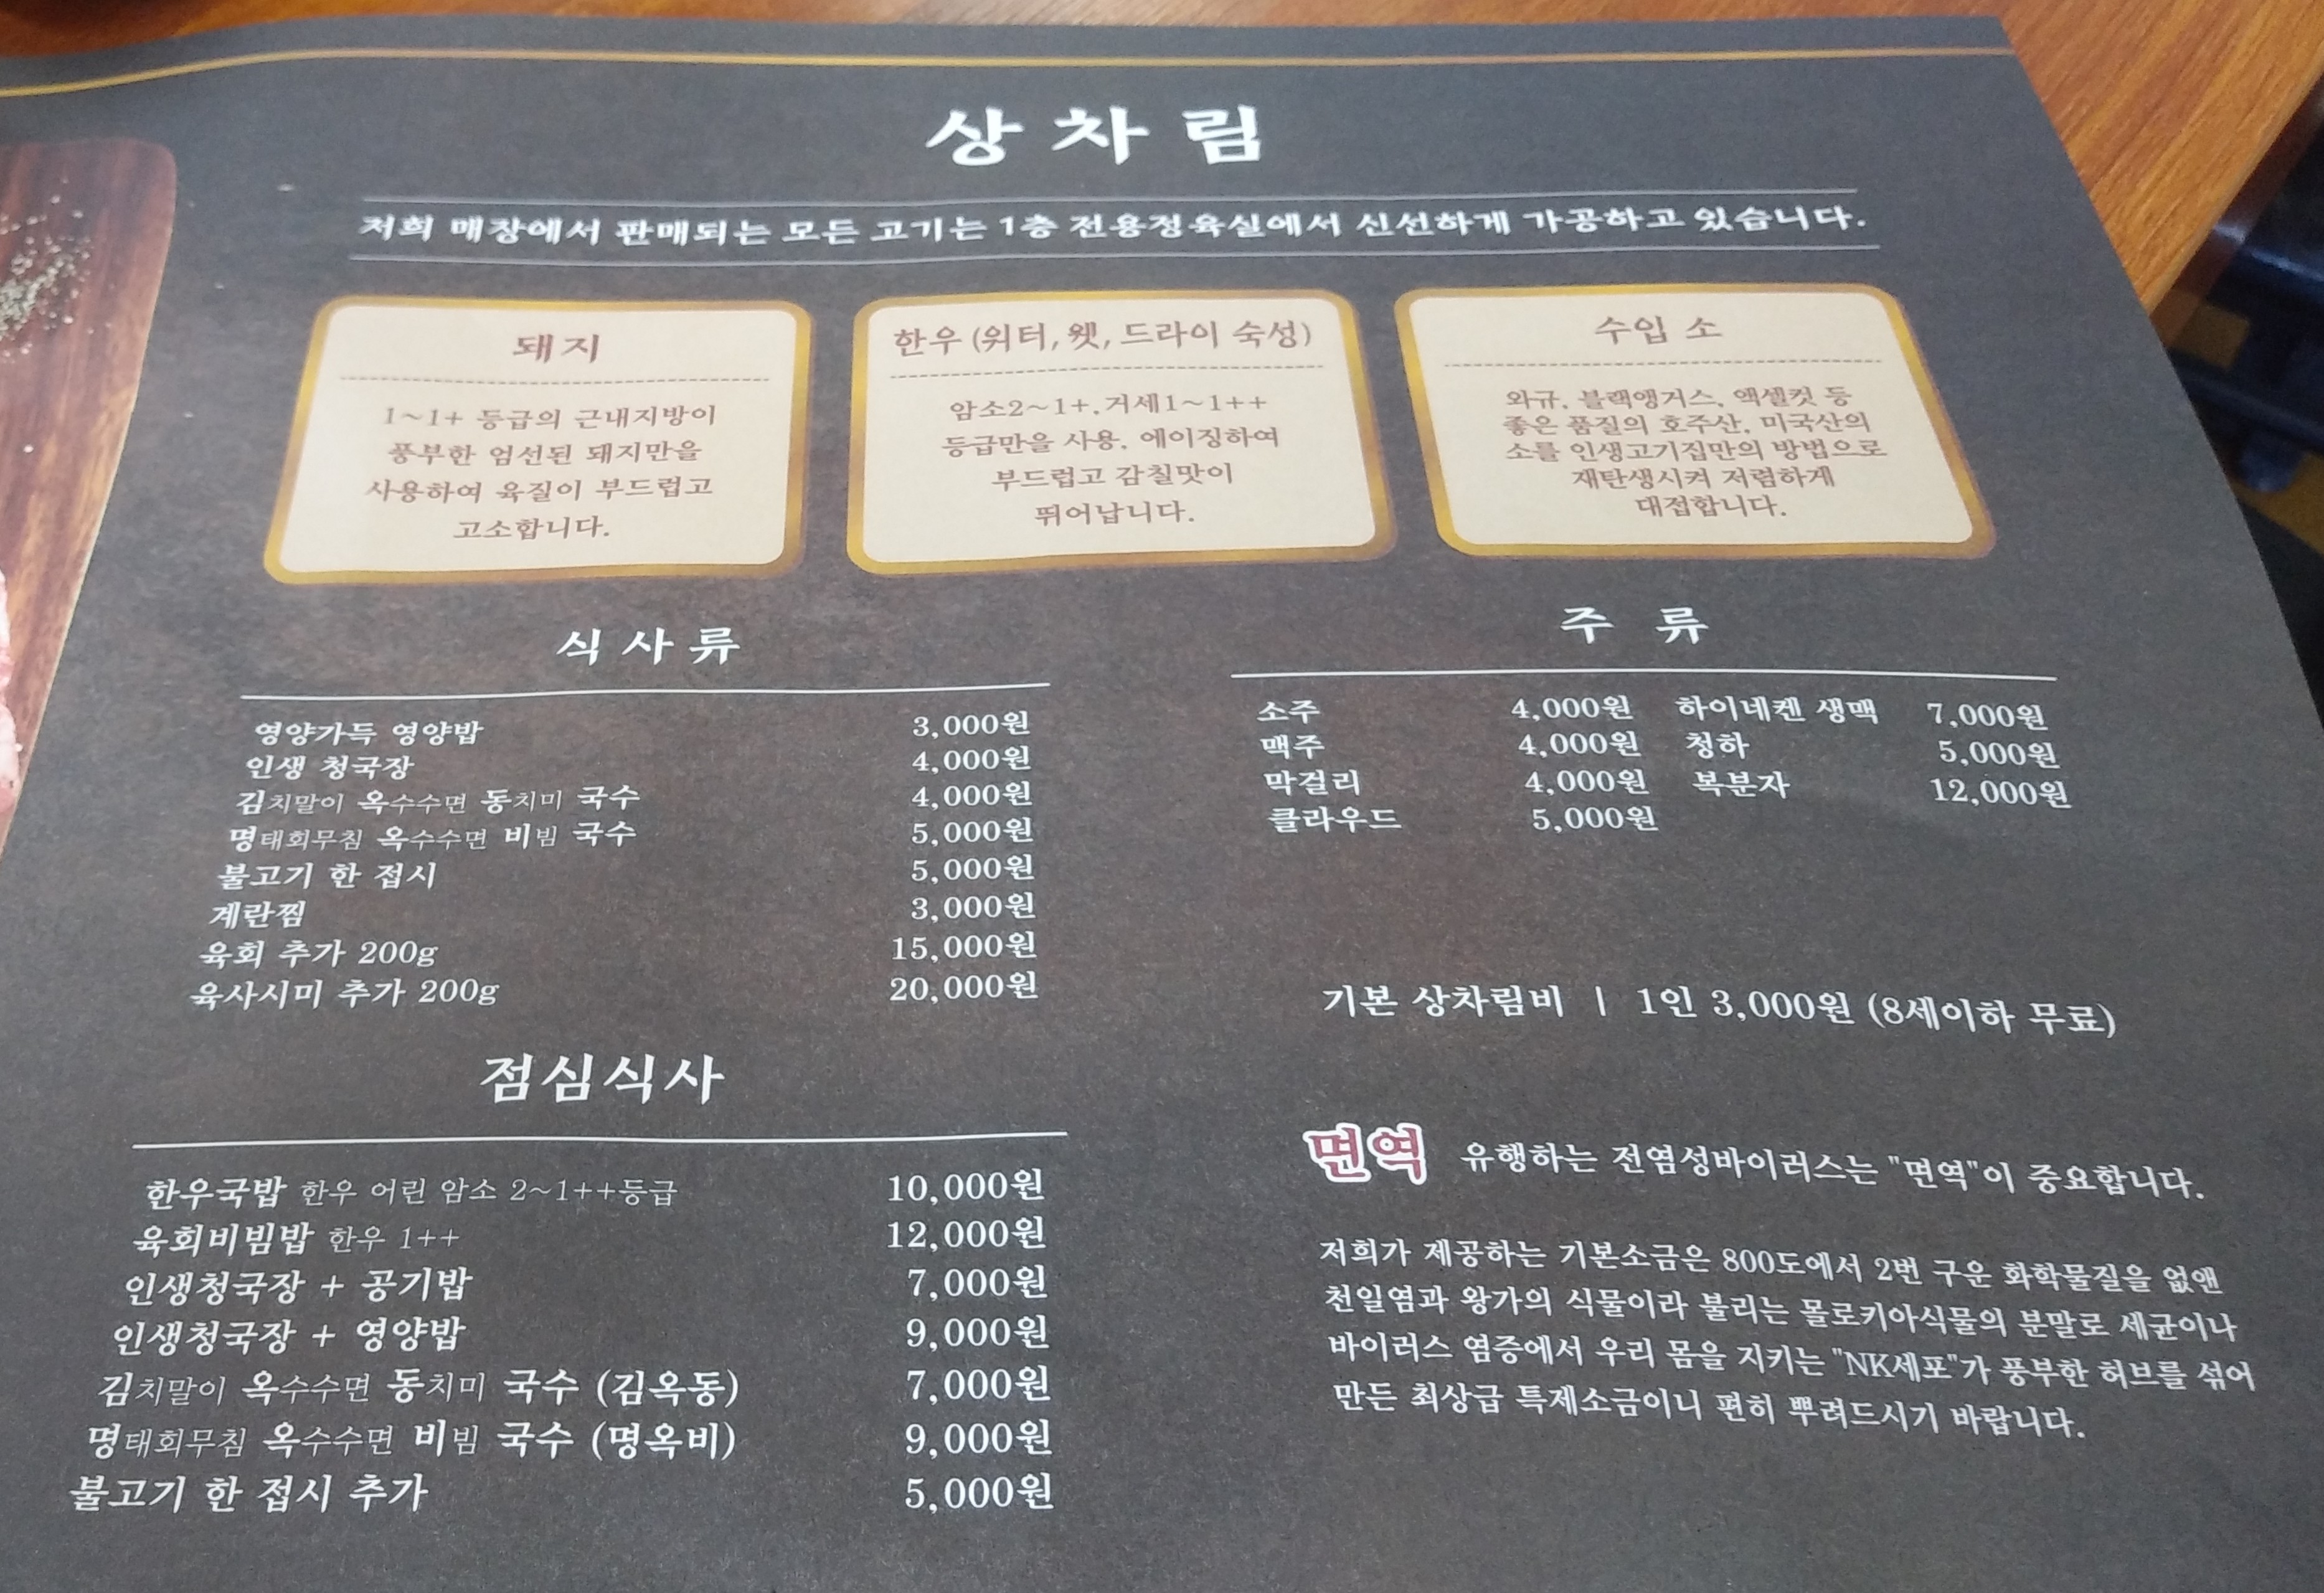 상차림
저희 매장에서 판매되는 모든 고기는 1층 전용정육실에서 신선하게 가공하고 있습니다.
돼지
1~1+ 등급의 근내지방이
풍부한 엄선된 돼지만을
사용하여 육질이 부드럽고
고소합니다.
한우 (워터, 웻, 드라이 숙성)
암소2~1+, 거세1~1++
등급만을 사용, 에이징하여
부드럽고 감칠맛이
뛰어납니다.
수입 소
와규, 블랙앵거스, 액셀컷 등
좋은 품질의 호주산, 미국산의
소를 인생고기집만의 방법으로
재탄생시켜 저렴하게
대접합니다.
식사류
영양가득 영양밥 3,000원
인생 청국장 4,000원
김치말이 옥수수면 동치미 국수 4,000원
명태회무침 옥수수면 비빔 국수 5,000원
불고기 한 접시 5,000원
계란찜 3,000원
육회 추가 200g 15,000원
육사시미 추가 200g 20,000원
주 류
소주 4,000원 하이네켄 생맥 7,000원
맥주 4,000원 청하 5,000원
막걸리 4,000원 복분자 12,000원
클라우드 5,000원
기본 상차림비 | 1인 3,000원 (8세이하 무료)
점심식사
한우국밥 한우 어린 암소 2~1++등급 10,000원
육회비빔밥 한우 1++ 12,000원
인생청국장 + 공기밥 7,000원
인생청국장 + 영양밥 9,000원
김치말이 옥수수면 동치미 국수 (김옥동) 7,000원
명태회무침 옥수수면 비빔 국수 (명옥비) 9,000원
불고기 한 접시 추가 5,000원
면역 유행하는 전염성바이러스는 "면역"이 중요합니다.
저희가 제공하는 기본소금은 800도에서 2번 구운 화학물질을 없앤
천일염과 왕가의 식물이라 불리는 몰로키아식물의 분말로 세균이나
바이러스 염증에서 우리 몸을 지키는 "NK세포"가 풍부한 허브를 섞어
만든 최상급 특제소금이니 편히 뿌려드시기 바랍니다.